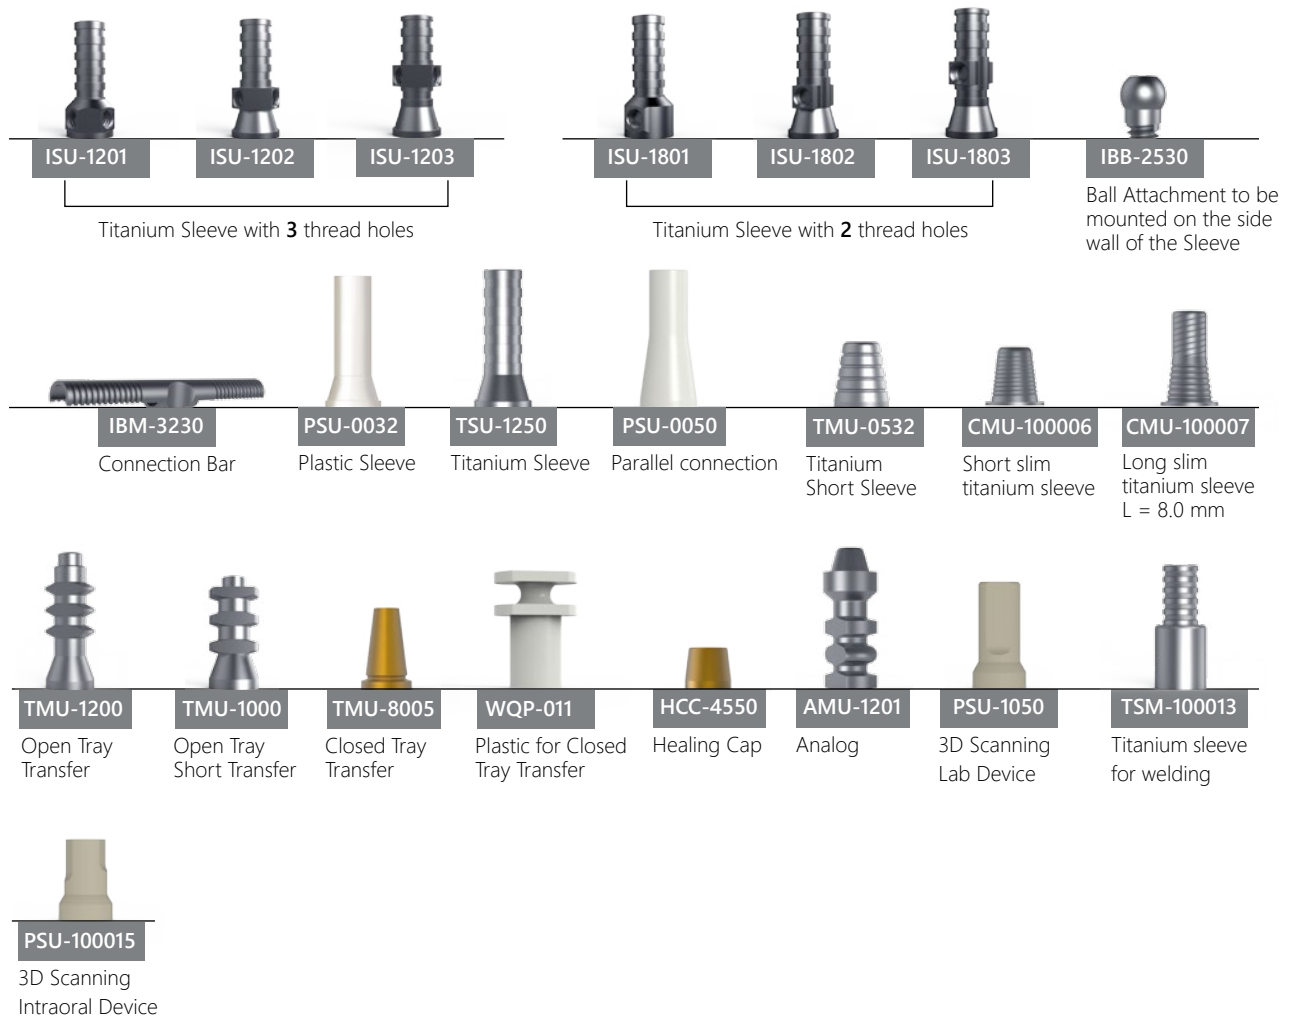 ISU-1201 ISU-1202 ISU-1203 ISU-1801 ISU-1802 ISU-1803 IBB-2530
Titanium Sleeve with 3 thread holes
Titanium Sleeve with 2 thread holes
Ball Attachment to be
mounted on the side
wall of the Sleeve
IBM-3230
Connection Bar
PSU-0032
Plastic Sleeve
TSU-1250
Titanium Sleeve
PSU-0050
Parallel connection
TMU-0532
Titanium
Short Sleeve
CMU-100006
Short slim
titanium sleeve
CMU-100007
Long slim
titanium sleeve
L = 8.0 mm
TMU-1200
Open Tray
Transfer
TMU-1000
Open Tray
Short Transfer
TMU-8005
Closed Tray
Transfer
WQP-011
Plastic for Closed
Tray Transfer
HCC-4550
Healing Cap
AMU-1201
Analog
PSU-1050
3D Scanning
Lab Device
TSM-100013
Titanium sleeve
for welding
PSU-100015
3D Scanning
Intraoral Device